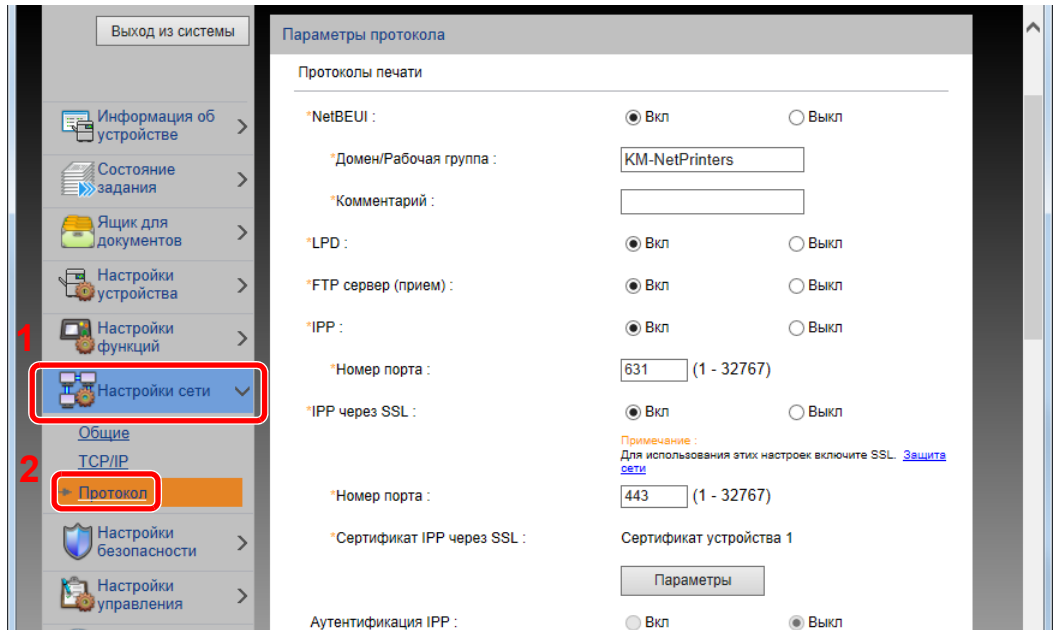 Выход из системы
Информация об
устройстве
Состояние
задания
Ящик для
документов
Настройки
устройства
1
Настройки
функций
Настройки сети
Общие
TCP/IP
2
Протокол
Настройки
безопасности
Настройки
управления
Параметры протокола
Протоколы печати
*NetBEUI : Вкл Выкл
*Домен/Рабочая группа : KM-NetPrinters
*Комментарий :
*LPD : Вкл Выкл
*FTP сервер (прием) : Вкл Выкл
*IPP : Вкл Выкл
*Номер порта : 631 (1 - 32767)
*IPP через SSL : Вкл Выкл
Примечание :
Для использования этих настроек включите SSL. Защита
сети
*Номер порта : 443 (1 - 32767)
*Сертификат IPP через SSL : Сертификат устройства 1
Параметры
Аутентификация IPP : Вкл Выкл